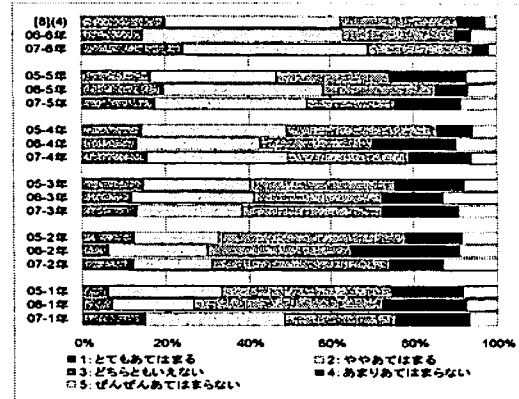 [8](4)
06-6年
07-6年
05-5年
06-5年
07-5年
05-4年
06-4年
07-4年
05-3年
06-3年
07-3年
05-2年
06-2年
07-2年
05-1年
06-1年
07-1年
0% 20% 40% 60% 80% 100%
1: とてもあてはまる 2: ややあてはまる
3: どちらともいえない 4: あまりあてはまらない
5: ぜんぜんあてはまらない